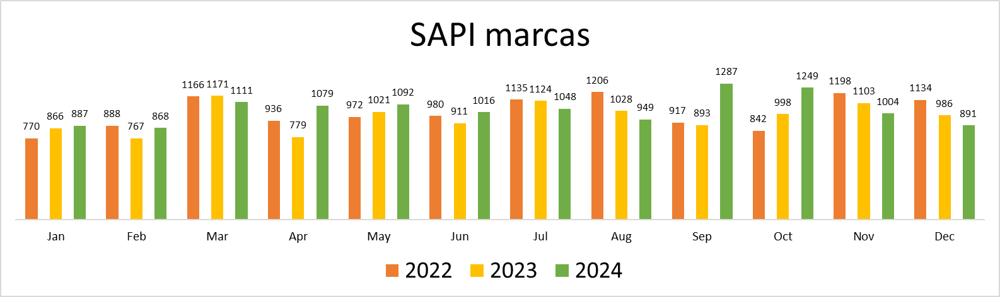 SAPI marcas
770 866 887 888 767 868 1166 1171 1111 936 779 1079 972 1021 1092 980 911 1016 1135 1124 1048 1206 1028 949 917 893 1287 842 998 1249 1198 1103 1004 1134 986 891
Jan Feb Mar Apr May Jun Jul Aug Sep Oct Nov Dec
2022 2023 2024